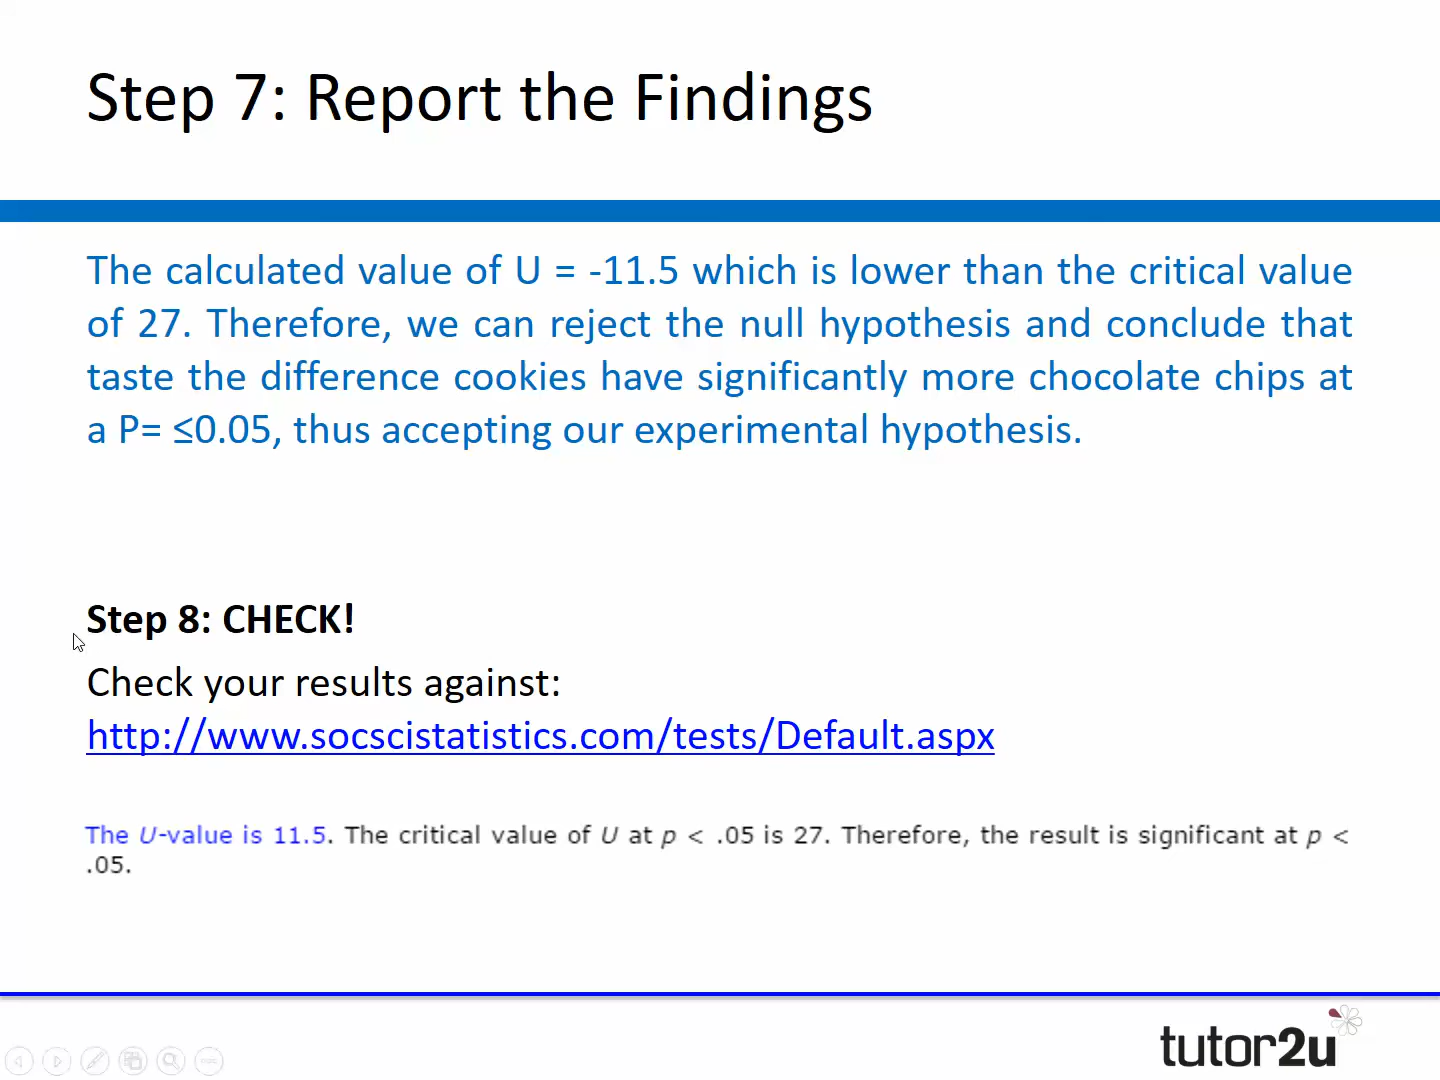 Step 7: Report the Findings
The calculated value of U = -11.5 which is lower than the critical value
of 27. Therefore, we can reject the null hypothesis and conclude that
taste the difference cookies have significantly more chocolate chips at
a P= ≤0.05, thus accepting our experimental hypothesis.
Step 8: CHECK!
Check your results against:
http://www.socscistatistics.com/tests/Default.aspx
The U-value is 11.5. The critical value of U at p < .05 is 27. Therefore, the result is significant at p <
.05.
tutor2u